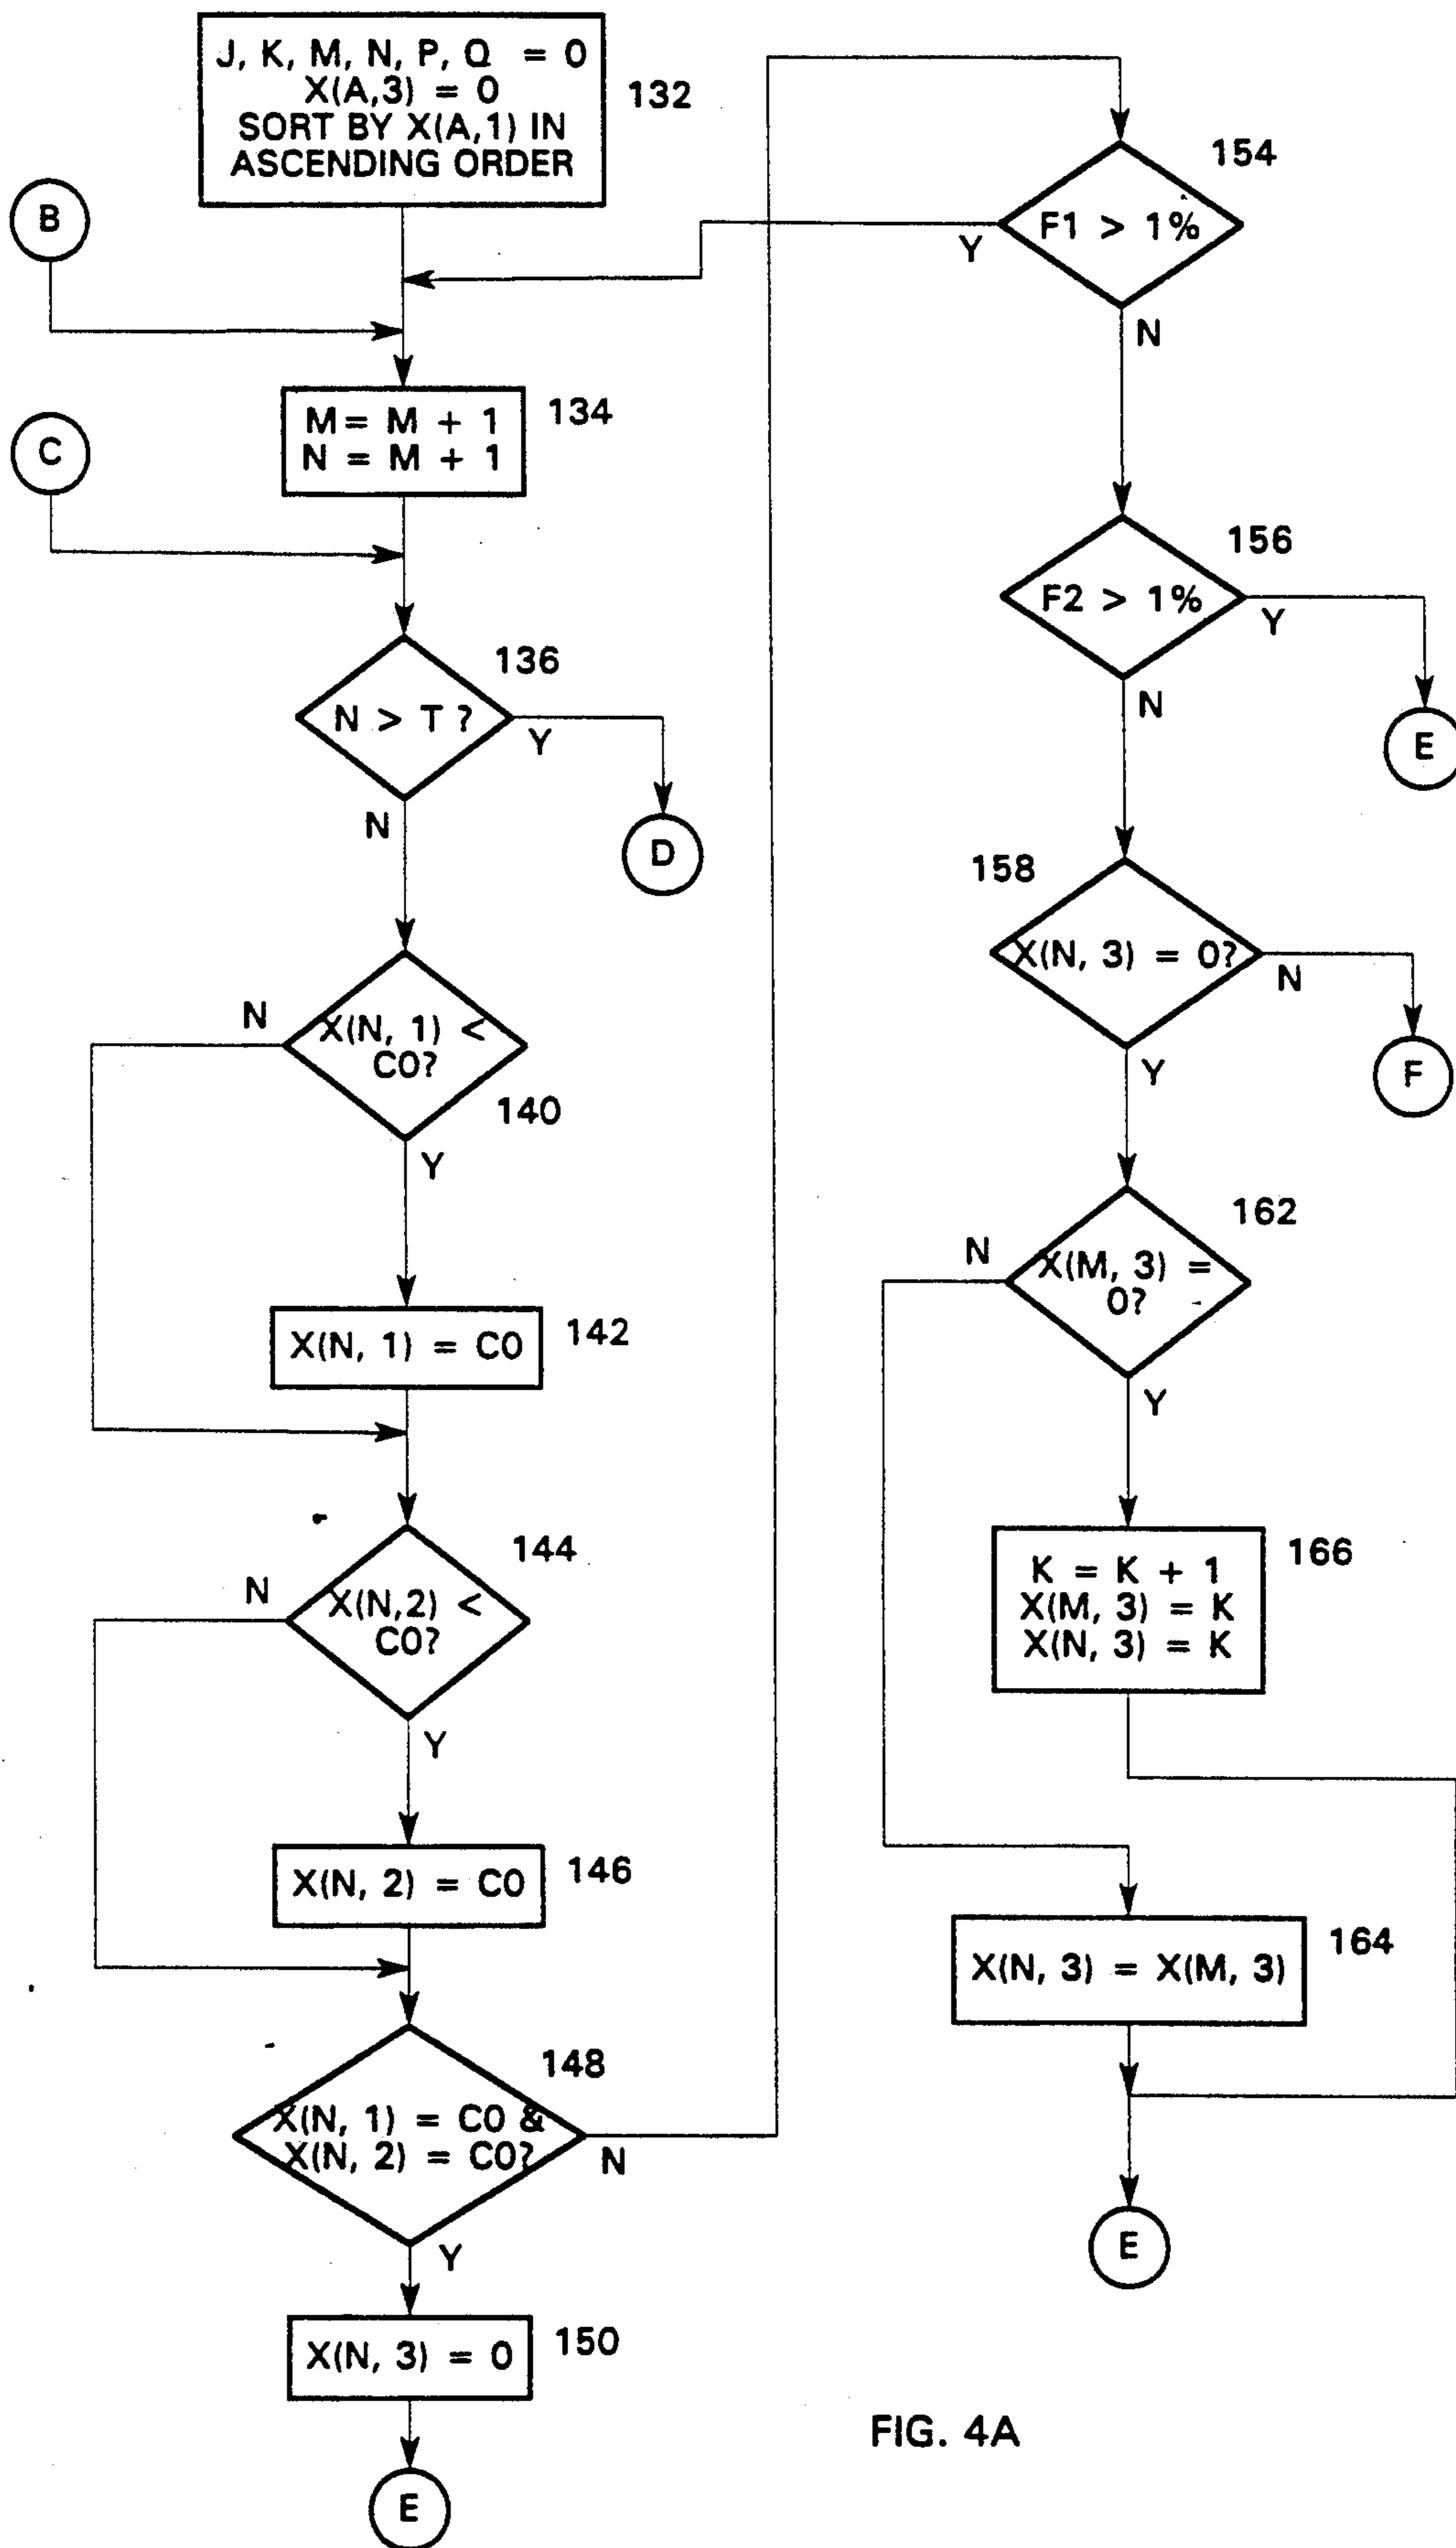 J, K, M, N, P, Q = 0
X(A,3) = 0
SORT BY X(A,1) IN
ASCENDING ORDER
132
B
M= M + 1
N = M + 1
134
C
136
N > T ?
Y
N
D
N
X(N, 1) <
C0?
140
Y
X(N, 1) = C0
142
144
N
X(N,2) <
C0?
Y
X(N, 2) = C0
146
148
X(N, 1) = C0 &
X(N, 2) = C0?
N
Y
X(N, 3) = 0
150
E
154
F1 > 1%
Y
N
156
F2 > 1%
Y
N
E
158
X(N, 3) = 0?
N
Y
F
162
N
X(M, 3) =
0?
Y
K = K + 1
X(M, 3) = K
X(N, 3) = K
166
X(N, 3) = X(M, 3)
164
E
FIG. 4A